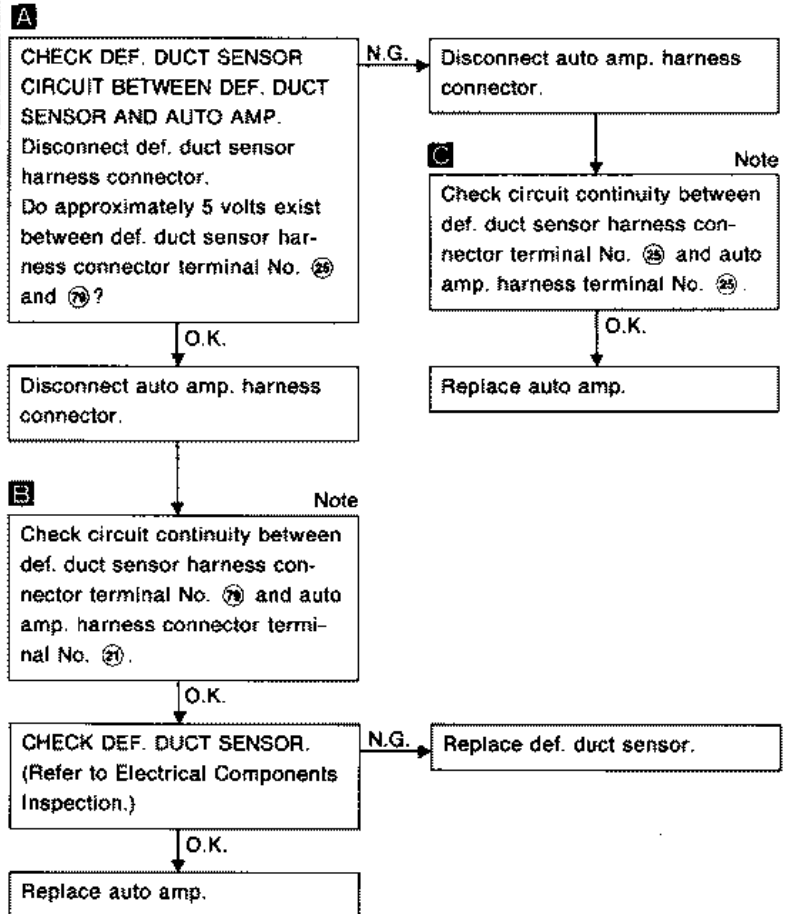 A
CHECK DEF. DUCT SENSOR
CIRCUIT BETWEEN DEF. DUCT
SENSOR AND AUTO AMP.
Disconnect def. duct sensor
harness connector.
Do approximately 5 volts exist
between def. duct sensor har-
ness connector terminal No. ㉕
and 79?
N.G.
Disconnect auto amp. harness
connector.
C
Note
Check circuit continuity between
def. duct sensor harness con-
nector terminal No. ㉕ and auto
amp. harness terminal No. ㉕.
O.K.
Replace auto amp.
O.K.
Disconnect auto amp. harness
connector.
B
Note
Check circuit continuity between
def. duct sensor harness con-
nector terminal No. 79 and auto
amp. harness connector termi-
nal No. ㉑.
O.K.
CHECK DEF. DUCT SENSOR.
(Refer to Electrical Components
Inspection.)
N.G.
Replace def. duct sensor.
O.K.
Replace auto amp.